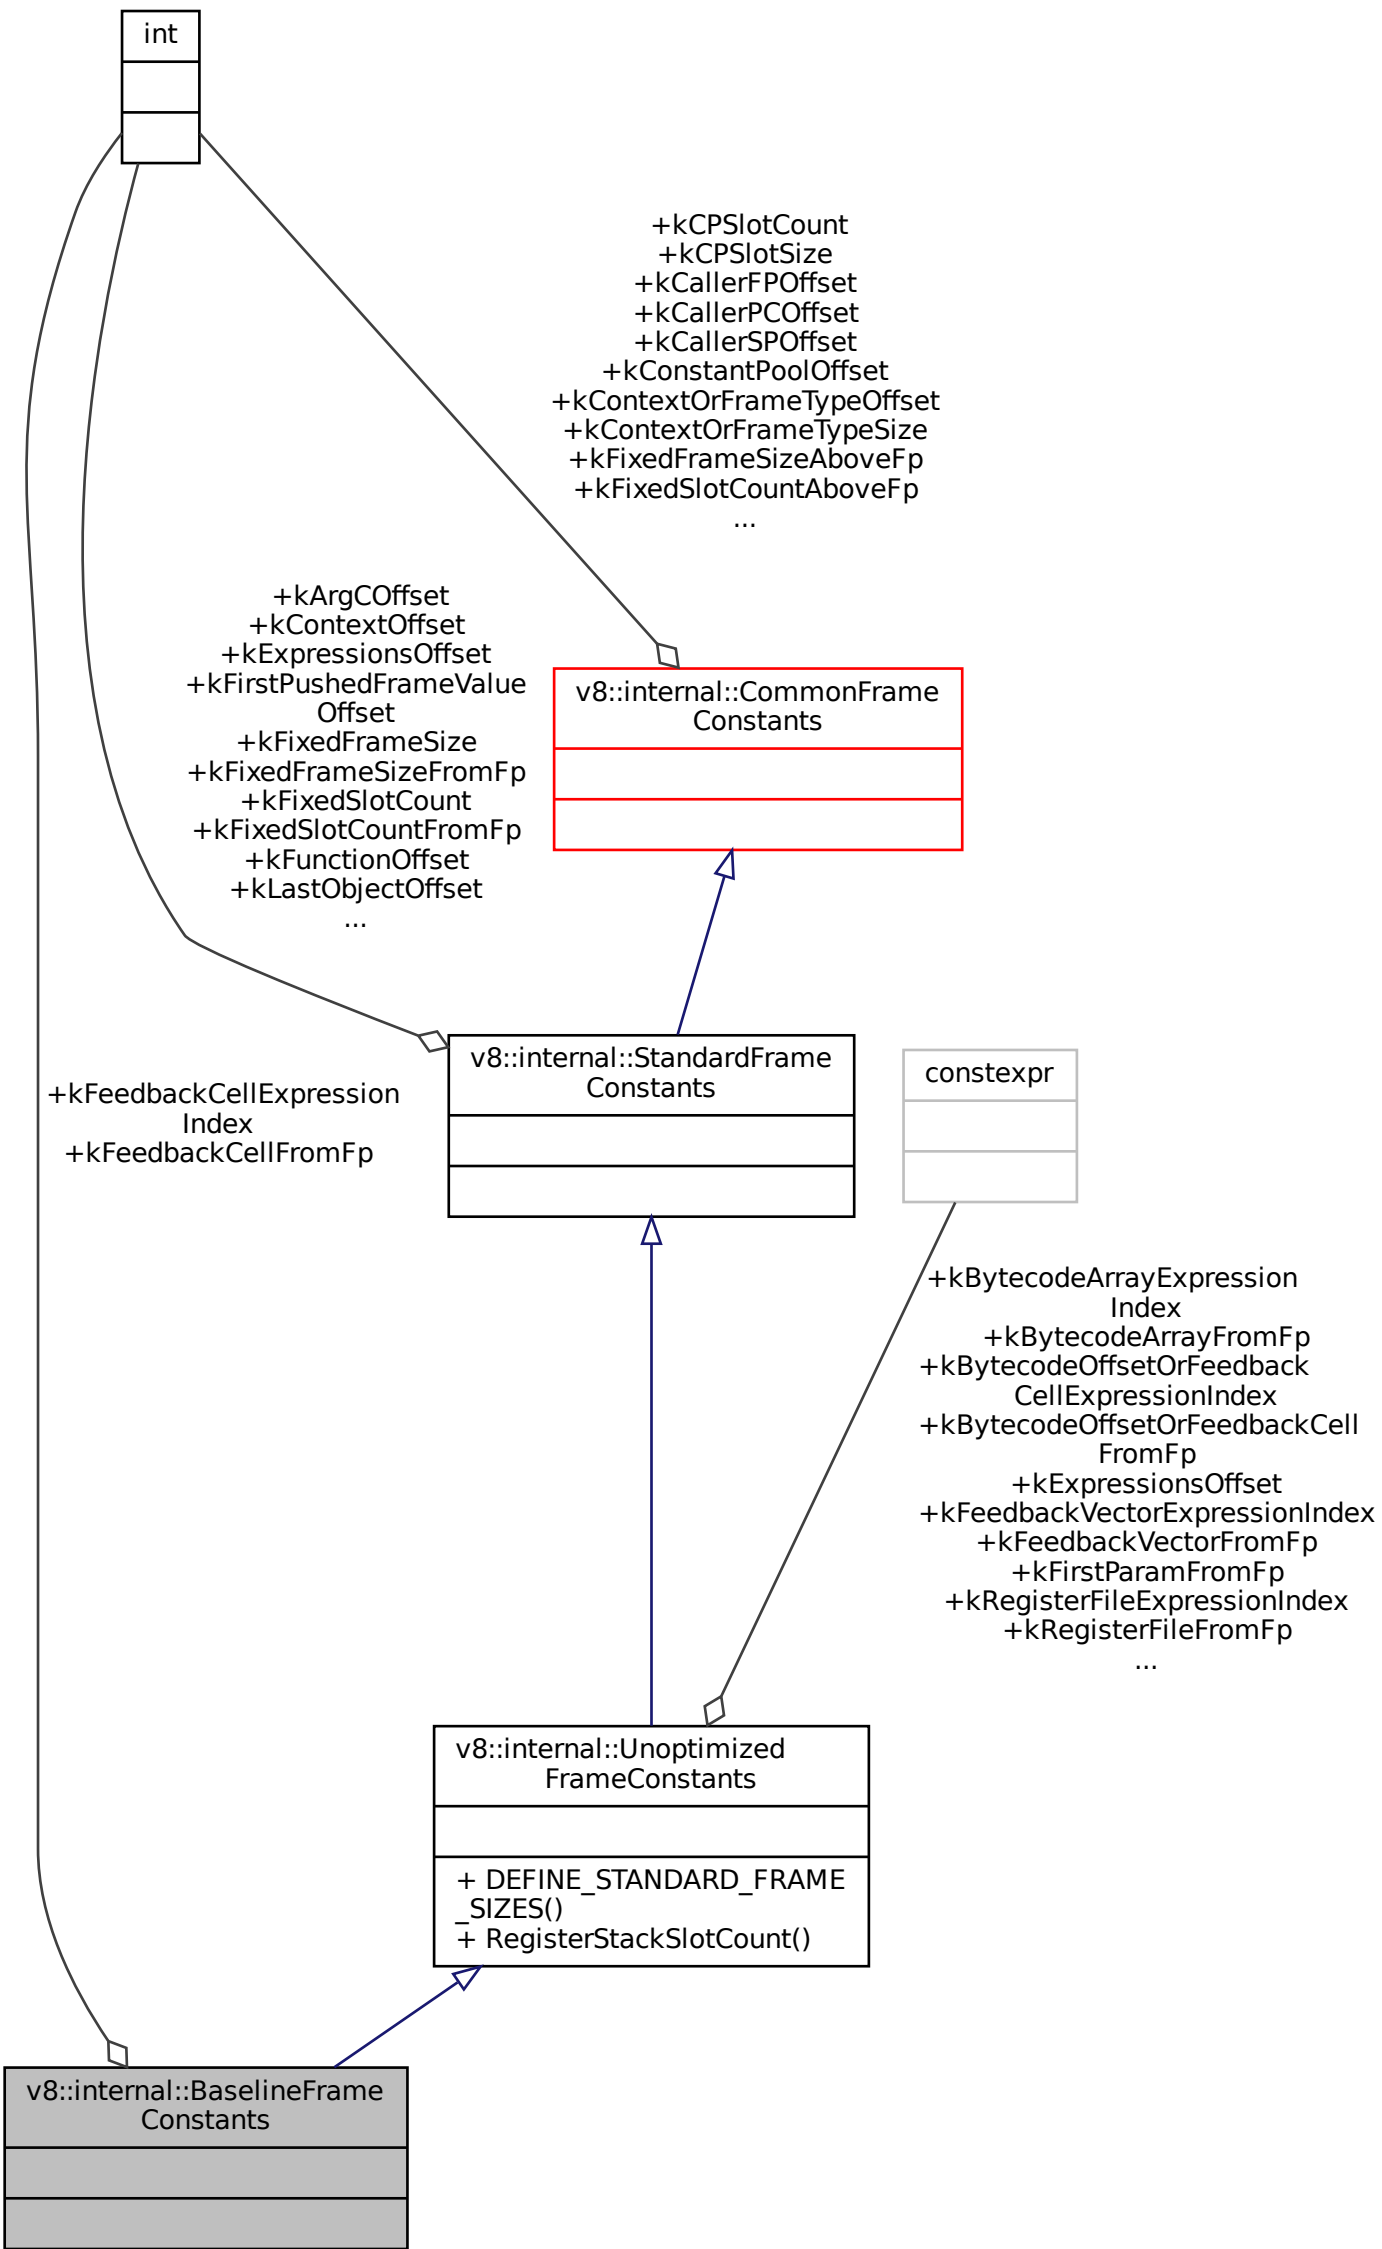 int
+kCPSlotCount
+kCPSlotSize
+kCallerFPOffset
+kCallerPCOffset
+kCallerSPOffset
+kConstantPoolOffset
+kContextOrFrameTypeOffset
+kContextOrFrameTypeSize
+kFixedFrameSizeAboveFp
+kFixedSlotCountAboveFp
...
+kArgCOffset
+kContextOffset
+kExpressionsOffset
+kFirstPushedFrameValue
Offset
+kFixedFrameSize
+kFixedFrameSizeFromFp
+kFixedSlotCount
+kFixedSlotCountFromFp
+kFunctionOffset
+kLastObjectOffset
...
v8::internal::CommonFrame
Constants
v8::internal::StandardFrame
Constants
constexpr
+kFeedbackCellExpression
Index
+kFeedbackCellFromFp
+kBytecodeArrayExpression
Index
+kBytecodeArrayFromFp
+kBytecodeOffsetOrFeedback
CellExpressionIndex
+kBytecodeOffsetOrFeedbackCell
FromFp
+kExpressionsOffset
+kFeedbackVectorExpressionIndex
+kFeedbackVectorFromFp
+kFirstParamFromFp
+kRegisterFileExpressionIndex
+kRegisterFileFromFp
...
v8::internal::Unoptimized
FrameConstants
+ DEFINE_STANDARD_FRAME
_SIZES()
+ RegisterStackSlotCount()
v8::internal::BaselineFrame
Constants